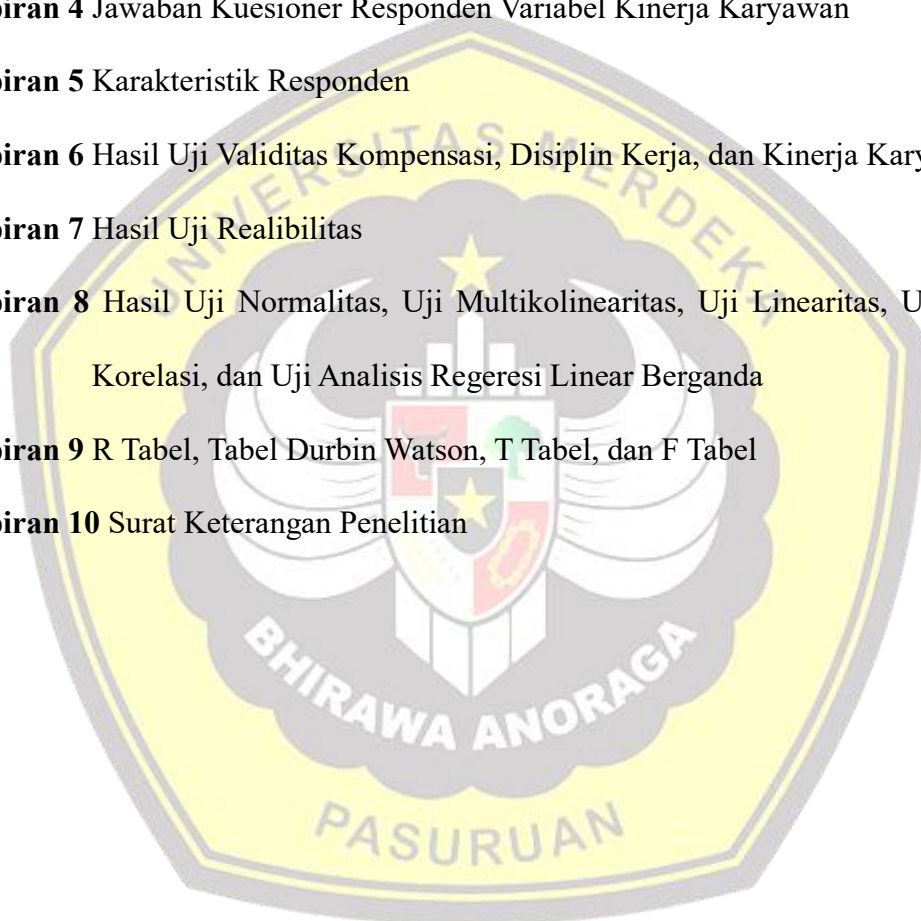 piran 4 Jawaban Kuesioner Responden Variabel Kinerja Karyawan
piran 5 Karakteristik Responden
piran 6 Hasil Uji Validitas Kompensasi, Disiplin Kerja, dan Kinerja Kary
piran 7 Hasil Uji Realibilitas
piran 8 Hasil Uji Normalitas, Uji Multikolinearitas, Uji Linearitas, U
Korelasi, dan Uji Analisis Regeresi Linear Berganda
piran 9 R Tabel, Tabel Durbin Watson, T Tabel, dan F Tabel
piran 10 Surat Keterangan Penelitian
UNIVERSITAS MERDEKA
BHIRAWA ANORAGA
PASURUAN